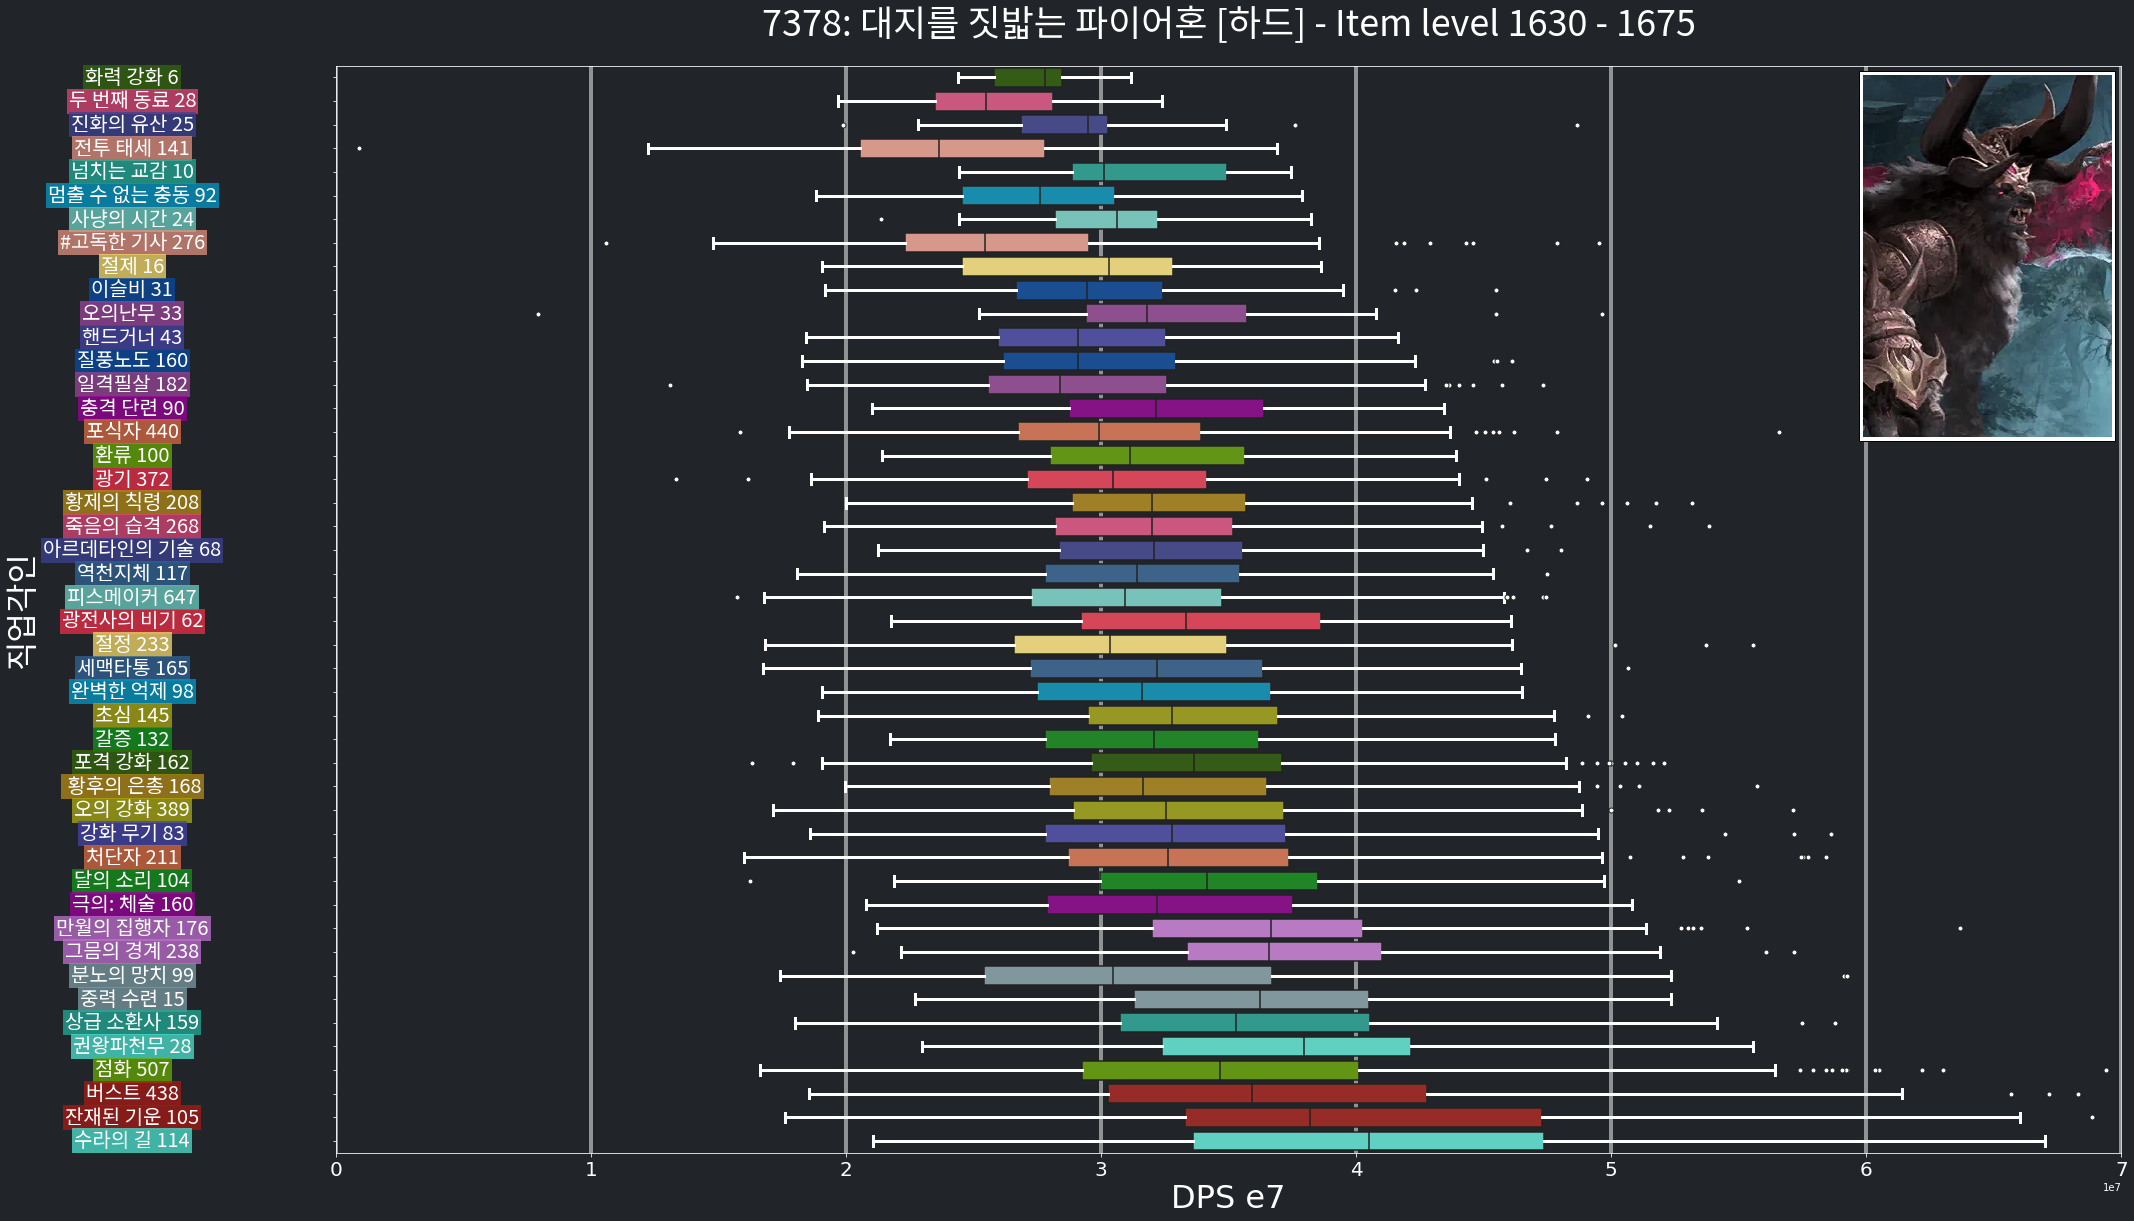 7378: 대지를 짓밟는 파이어혼 [하드] - Item level 1630 - 1675
직업각인
화력 강화 6
두 번째 동료 28
진화의 유산 25
전투 태세 141
넘치는 교감 10
멈출 수 없는 충동 92
사냥의 시간 24
#고독한 기사 276
절제 16
이슬비 31
오의난무 33
핸드거너 43
질풍노도 160
일격필살 182
충격 단련 90
포식자 440
환류 100
광기 372
황제의 칙령 208
죽음의 습격 268
아르데타인의 기술 68
역천지체 117
피스메이커 647
광전사의 비기 62
절정 233
세맥타통 165
완벽한 억제 98
초심 145
갈증 132
포격 강화 162
황후의 은총 168
오의 강화 389
강화 무기 83
처단자 211
달의 소리 104
극의: 체술 160
만월의 집행자 176
그믐의 경계 238
분노의 망치 99
중력 수련 15
상급 소환사 159
권왕파천무 28
점화 507
버스트 438
잔재된 기운 105
수라의 길 114
0 1 2 3 4 5 6 7
1e7
DPS e7